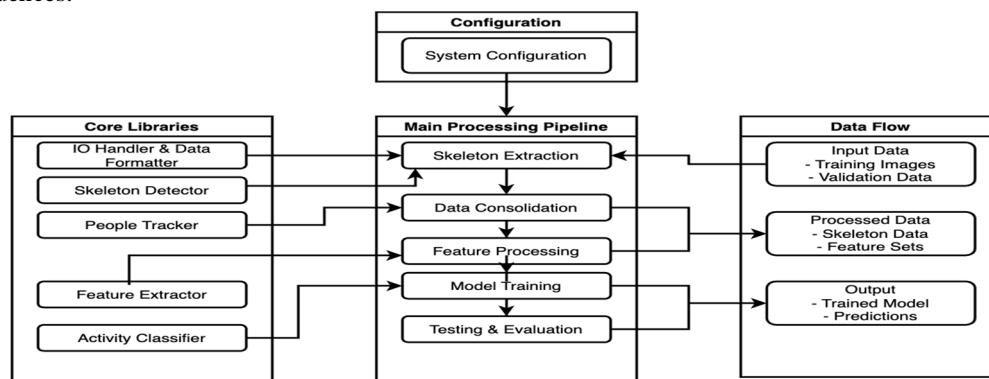 Configuration
System Configuration
Core Libraries
IO Handler & Data
Formatter
Skeleton Detector
People Tracker
Feature Extractor
Activity Classifier
Main Processing Pipeline
Skeleton Extraction
Data Consolidation
Feature Processing
Model Training
Testing & Evaluation
Data Flow
Input Data
- Training Images
- Validation Data
Processed Data
- Skeleton Data
- Feature Sets
Output
- Trained Model
- Predictions